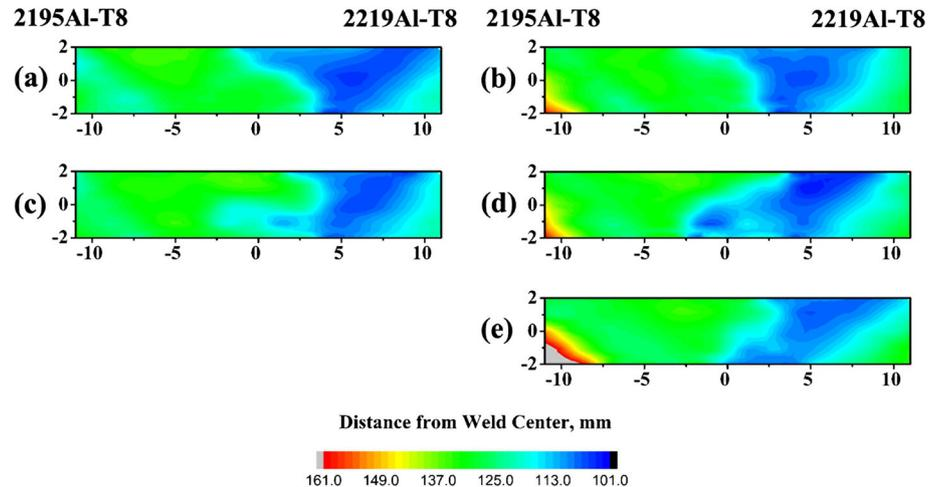 2195Al-T8 2219Al-T8 2195Al-T8 2219Al-T8
(a) 2 0 -2
-10 -5 0 5 10
(b) 2 0 -2
-10 -5 0 5 10
(c) 2 0 -2
-10 -5 0 5 10
(d) 2 0 -2
-10 -5 0 5 10
(e) 2 0 -2
-10 -5 0 5 10
Distance from Weld Center, mm
161.0 149.0 137.0 125.0 113.0 101.0